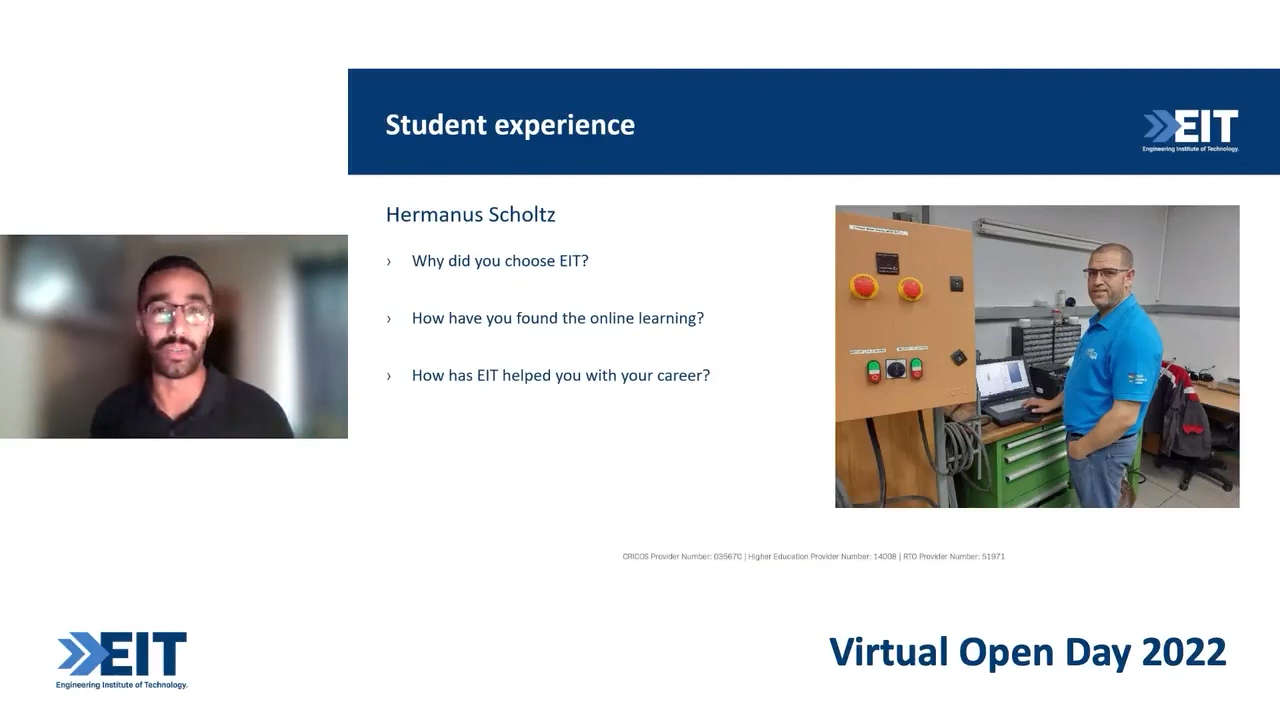 Student experience
EIT
Engineering Institute of Technology.
Hermanus Scholtz
› Why did you choose EIT?
› How have you found the online learning?
› How has EIT helped you with your career?
CRICOS Provider Number: 03567C | Higher Education Provider Number: 14008 | RTO Provider Number: 51971
EIT
Engineering Institute of Technology.
Virtual Open Day 2022